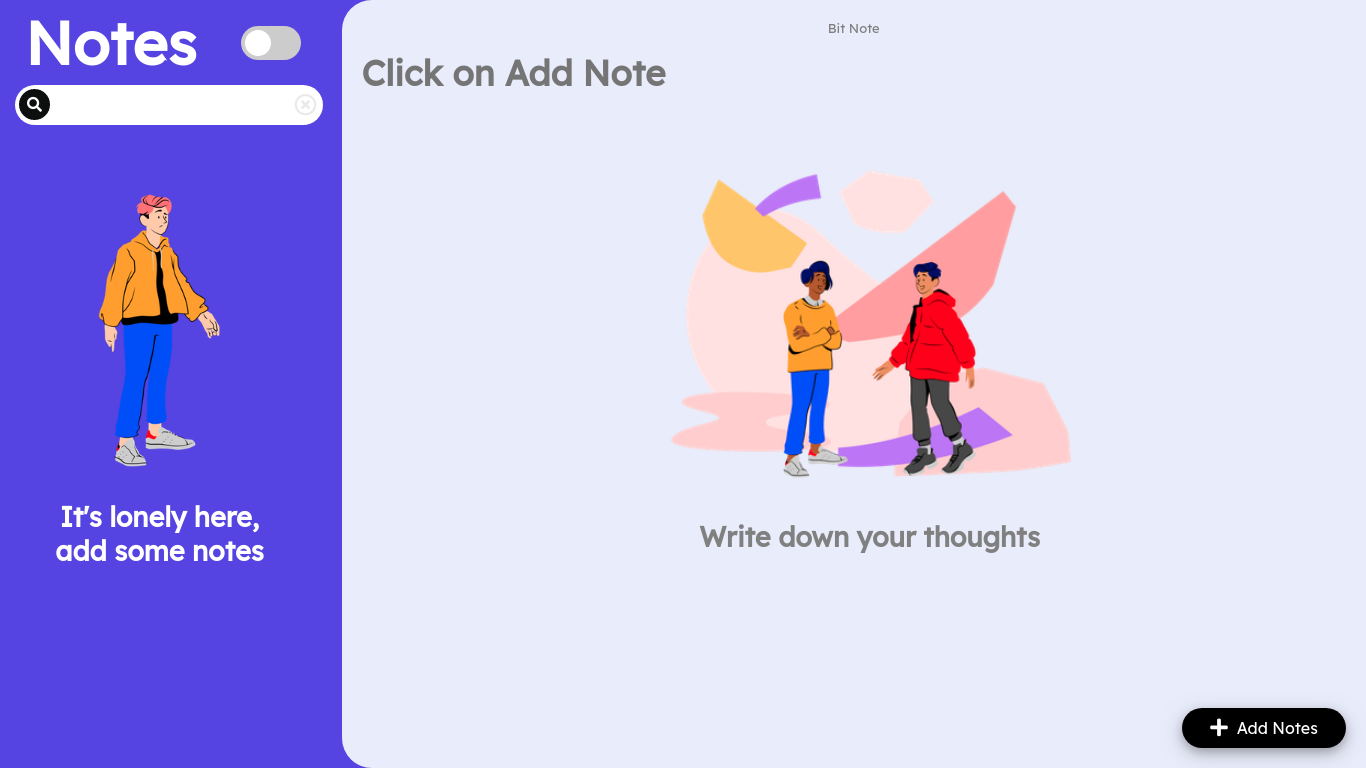 Notes
It's lonely here,
add some notes
Bit Note
Click on Add Note
Write down your thoughts
Add Notes